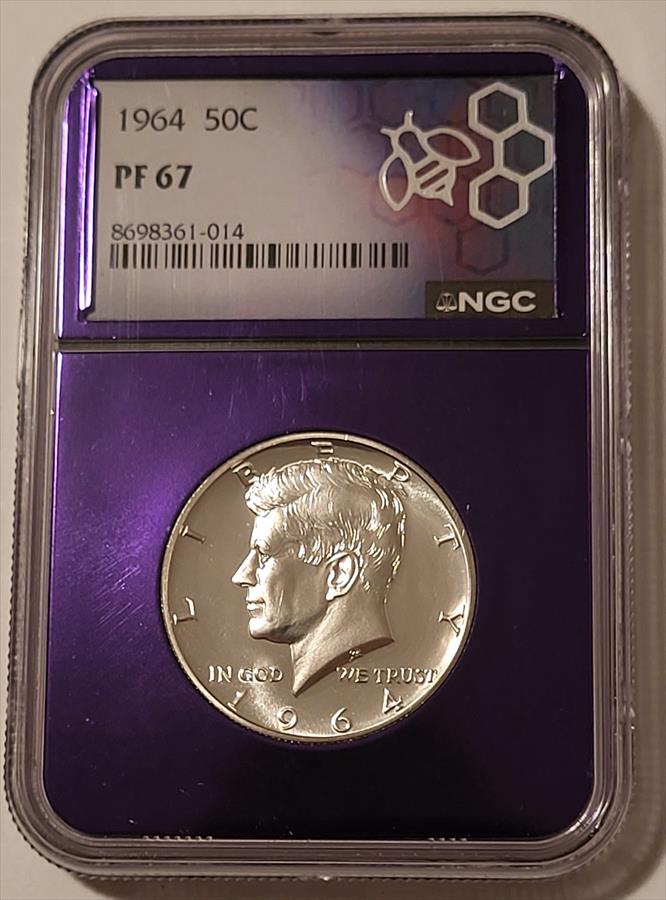 1964 50C
PF 67
8698361-014
NGC
LIBERTY
IN GOD WE TRUST
1964